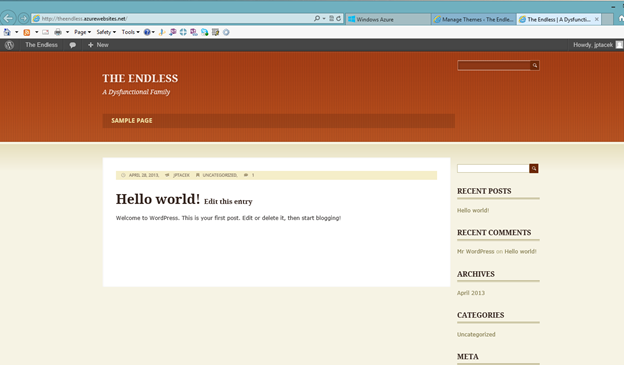 http://theendless.azurewebsites.net/
Windows Azure
Manage Themes - The Endle...
The Endless | A Dysfuncti...
Page
Safety
Tools
The Endless
New
Howdy, jptacek
THE ENDLESS
A Dysfunctional Family
SAMPLE PAGE
APRIL 28, 2013. JPTACEK UNCATEGORIZED. 1
Hello world! Edit this entry
Welcome to WordPress. This is your first post. Edit or delete it, then start blogging!
RECENT POSTS
Hello world!
RECENT COMMENTS
Mr WordPress on Hello world!
ARCHIVES
April 2013
CATEGORIES
Uncategorized
META